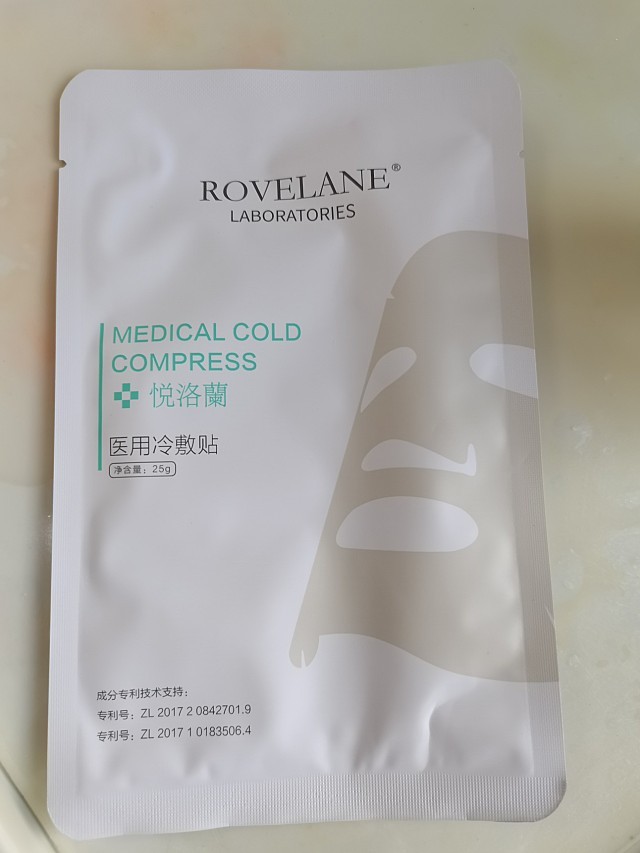 ROVELANE®
LABORATORIES
MEDICAL COLD
COMPRESS
悦洛蘭
医用冷敷贴
净含量：25g
成分专利技术支持：
专利号：ZL 2017 2 0842701.9
专利号：ZL 2017 1 0183506.4